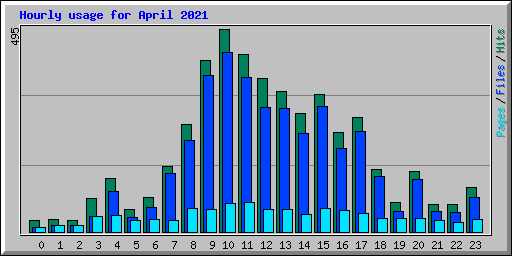 Hourly usage for April 2021
495
Pages/Files/Hits
0 1 2 3 4 5 6 7 8 9 10 11 12 13 14 15 16 17 18 19 20 21 22 23